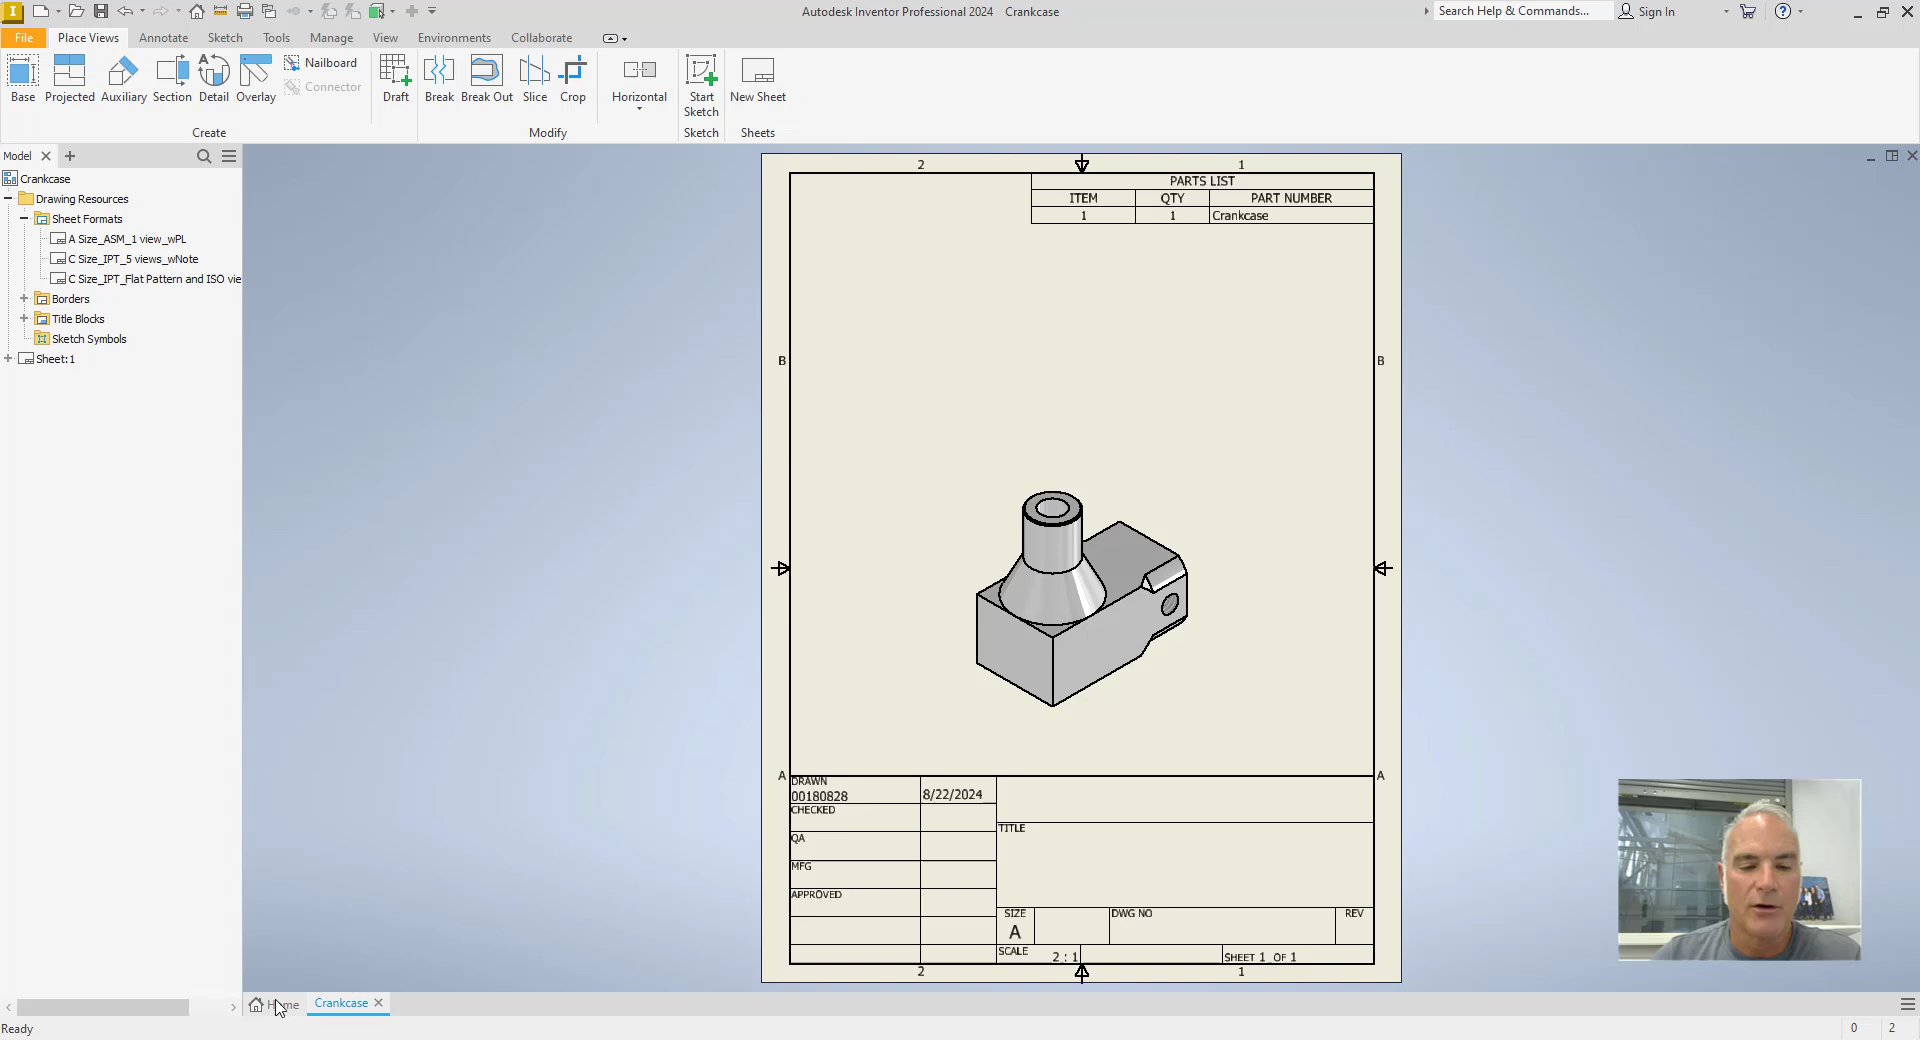 Autodesk Inventor Professional 2024 Crankcase
Search Help & Commands...
Sign In
File Place Views Annotate Sketch Tools Manage View Environments Collaborate
Base
Projected
Auxiliary
Section
Detail
Overlay
Nailboard
Connector
Draft
Break
Break Out
Slice
Crop
Horizontal
Start
Sketch
New Sheet
Create
Modify
Sketch
Sheets
Model
Crankcase
Drawing Resources
Sheet Formats
A Size_ASM_1 view_wPL
C Size_IPT_5 views_wNote
C Size_IPT_Flat Pattern and ISO vie
Borders
Title Blocks
Sketch Symbols
Sheet:1
2 1
PARTS LIST
ITEM QTY PART NUMBER
1 1 Crankcase
B B
A A
DRAWN
00180828 8/22/2024
CHECKED
QA
MFG
APPROVED
TITLE
SIZE
A
DWG NO
REV
SCALE
2 : 1
SHEET 1 OF 1
2 1
Home
Crankcase
Ready
0 2